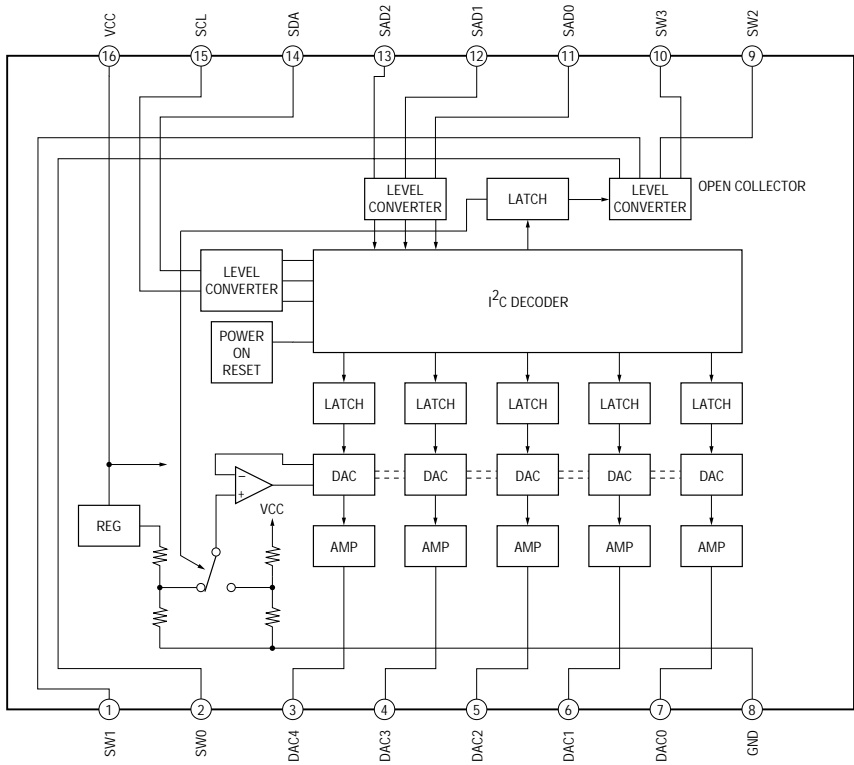 VCC
SCL
SDA
SAD2
SAD1
SAD0
SW3
SW2
16
15
14
13
12
11
10
9
LEVEL
CONVERTER
LATCH
LEVEL
CONVERTER
OPEN COLLECTOR
LEVEL
CONVERTER
I²C DECODER
POWER
ON
RESET
LATCH
LATCH
LATCH
LATCH
LATCH
−
+
DAC
DAC
DAC
DAC
DAC
REG
VCC
AMP
AMP
AMP
AMP
AMP
1
2
3
4
5
6
7
8
SW1
SW0
DAC4
DAC3
DAC2
DAC1
DAC0
GND